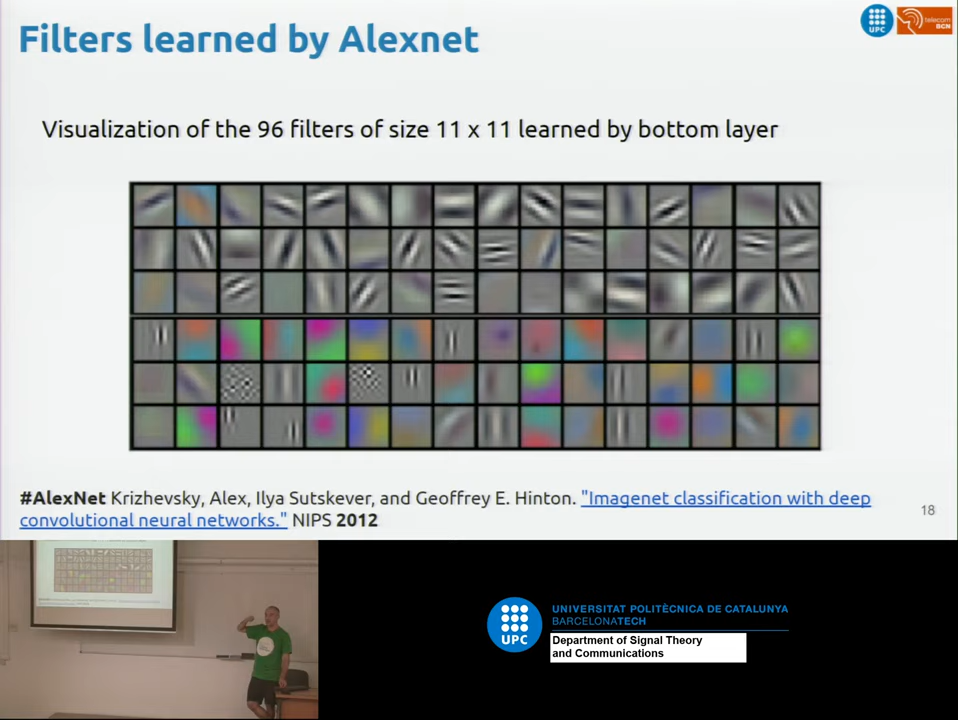 Filters learned by Alexnet
UPC
telecom
BCN
Visualization of the 96 filters of size 11 x 11 learned by bottom layer
#AlexNet Krizhevsky, Alex, Ilya Sutskever, and Geoffrey E. Hinton. "Imagenet classification with deep
convolutional neural networks." NIPS 2012
18
UPC
UNIVERSITAT POLITÈCNICA DE CATALUNYA
BARCELONATECH
Department of Signal Theory
and Communications